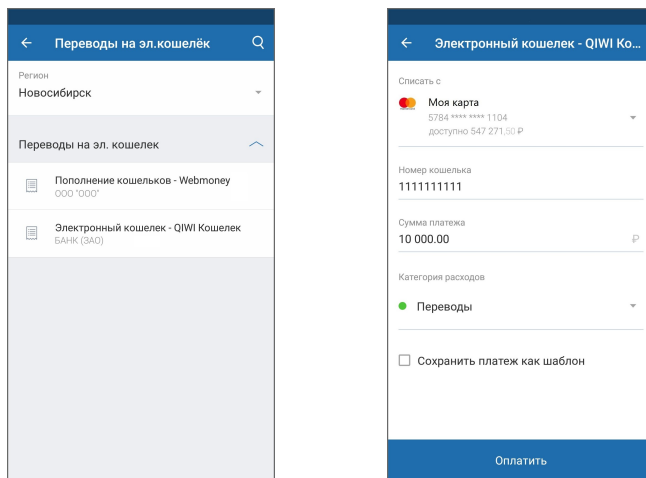 Переводы на эл.кошелёк
Регион
Новосибирск
Переводы на эл. кошелек
Пополнение кошельков - Webmoney
ООО "ООО"
Электронный кошелек - QIWI Кошелек
БАНК (ЗАО)
Электронный кошелек - QIWI Ко...
Списать с
Моя карта
5784 **** **** 1104
доступно 547 271,50 ₽
Номер кошелька
1111111111
Сумма платежа
10 000.00 ₽
Категория расходов
Переводы
Сохранить платеж как шаблон
Оплатить